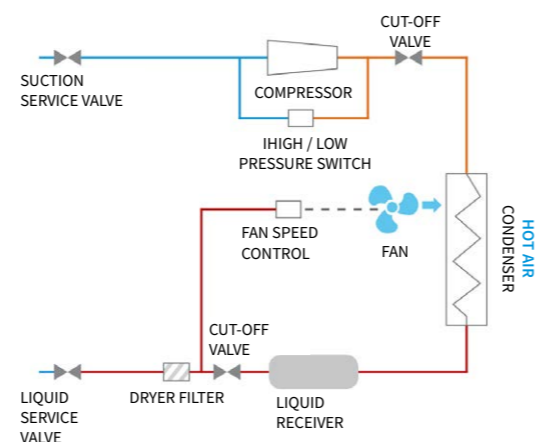 CUT-OFF
VALVE
SUCTION
SERVICE VALVE
COMPRESSOR
IHIGH / LOW
PRESSURE SWITCH
FAN SPEED
CONTROL
FAN
CONDENSER
HOT AIR
CUT-OFF
VALVE
LIQUID
SERVICE
VALVE
DRYER FILTER
LIQUID
RECEIVER